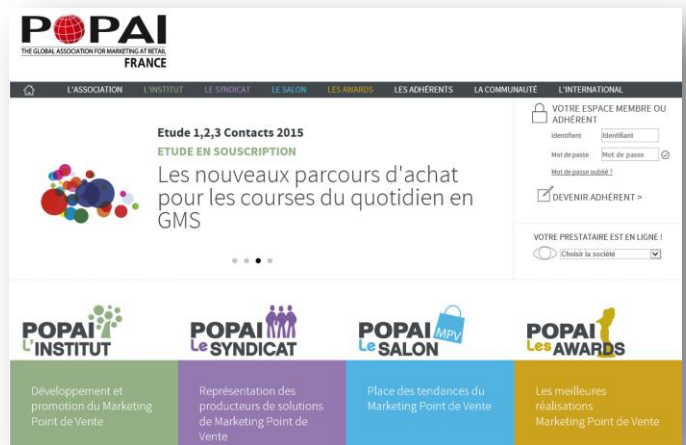 POPAI
THE GLOBAL ASSOCIATION FOR MARKETING AT RETAIL
FRANCE
L'ASSOCIATION L'INSTITUT LE SYNDICAT LE SALON LES AWARDS LES ADHÉRENTS LA COMMUNAUTÉ L'INTERNATIONAL
Etude 1,2,3 Contacts 2015
ETUDE EN SOUSCRIPTION
Les nouveaux parcours d'achat
pour les courses du quotidien en
GMS
VOTRE ESPACE MEMBRE OU
ADHÉRENT
Identifiant Identifiant
Mot de passe Mot de passe
Mot de passe oublié ?
DEVENIR ADHÉRENT >
VOTRE PRESTATAIRE EST EN LIGNE !
Choisir la société
POPAI
L'INSTITUT
Développement et
promotion du Marketing
Point de Vente
POPAI
Le SYNDICAT
Représentation des
producteurs de solutions
de Marketing Point de
Vente
POPAI MPV
Le SALON
Place des tendances du
Marketing Point de Vente
POPAI
Les AWARDS
Les meilleures
réalisations
Marketing Point de Vente